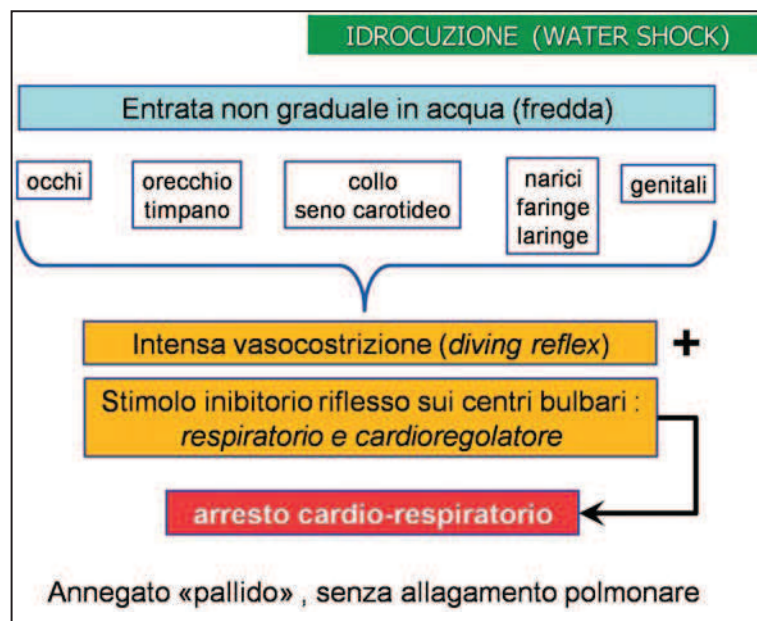 IDROCUZIONE (WATER SHOCK)
Entrata non graduale in acqua (fredda)
occhi
orecchio
timpano
collo
seno carotideo
narici
faringe
laringe
genitali
Intensa vasocostrizione (diving reflex)
+
Stimolo inibitorio riflesso sui centri bulbari :
respiratorio e cardioregolatore
arresto cardio-respiratorio
Annegato «pallido» , senza allagamento polmonare